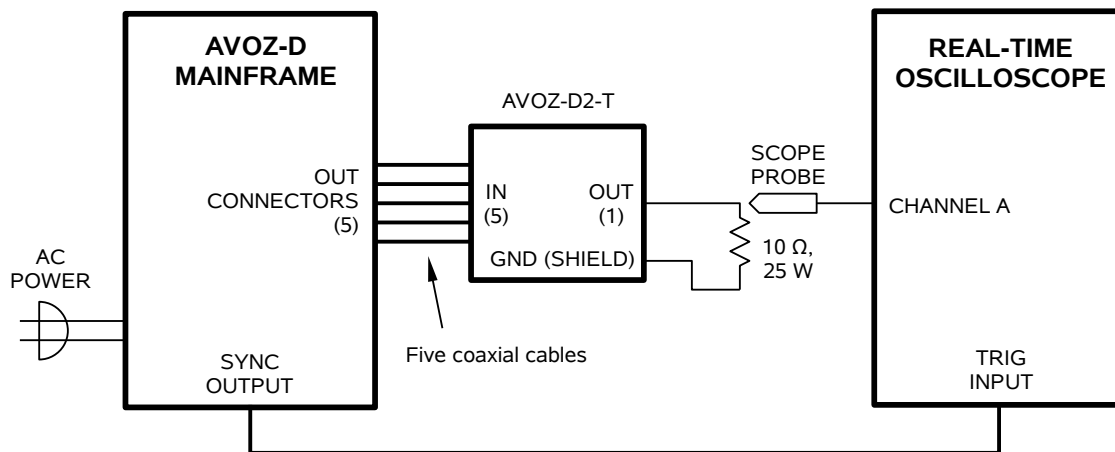 AVOZ-D
MAINFRAME
OUT
CONNECTORS
(5)
AC
POWER
SYNC
OUTPUT
AVOZ-D2-T
IN
(5)
OUT
(1)
GND (SHIELD)
Five coaxial cables
SCOPE
PROBE
10 Ω,
25 W
REAL-TIME
OSCILLOSCOPE
CHANNEL A
TRIG
INPUT